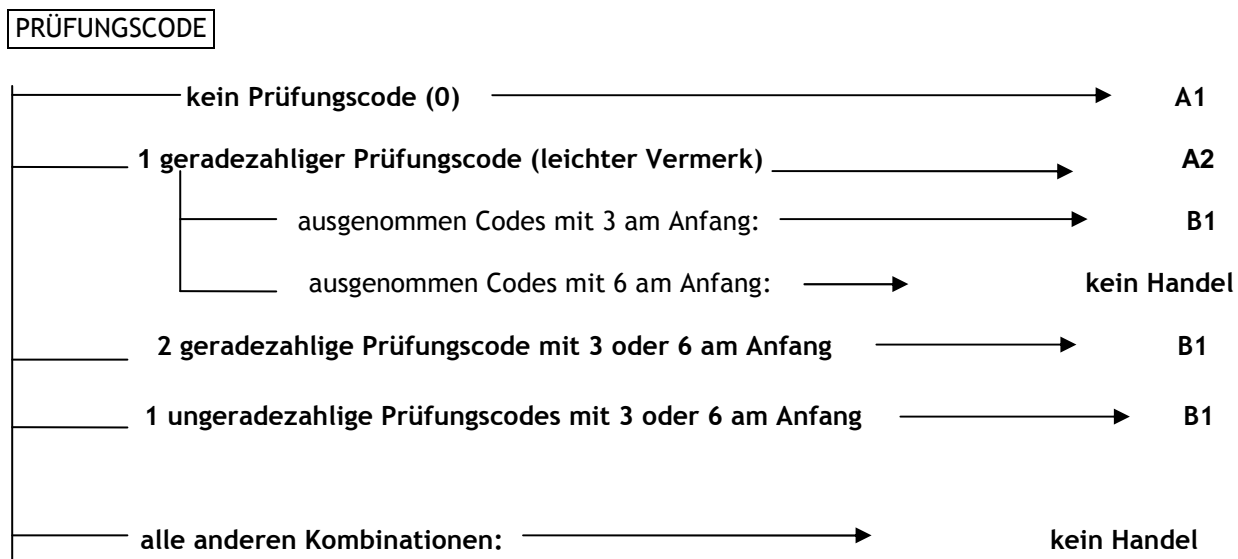 PRÜFUNGSCODE
kein Prüfungscode (0) A1
1 geradezahliger Prüfungscode (leichter Vermerk) A2
ausgenommen Codes mit 3 am Anfang: B1
ausgenommen Codes mit 6 am Anfang: kein Handel
2 geradezahlige Prüfungscode mit 3 oder 6 am Anfang B1
1 ungeradezahlige Prüfungscodes mit 3 oder 6 am Anfang B1
alle anderen Kombinationen: kein Handel